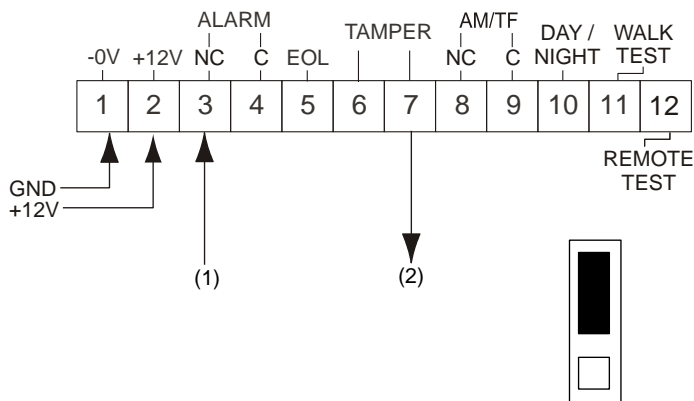 ALARM TAMPER AM/TF DAY / WALK
-0V +12V NC C EOL NC C NIGHT TEST
1 2 3 4 5 6 7 8 9 10 11 12
REMOTE
TEST
GND
+12V
(1) (2)